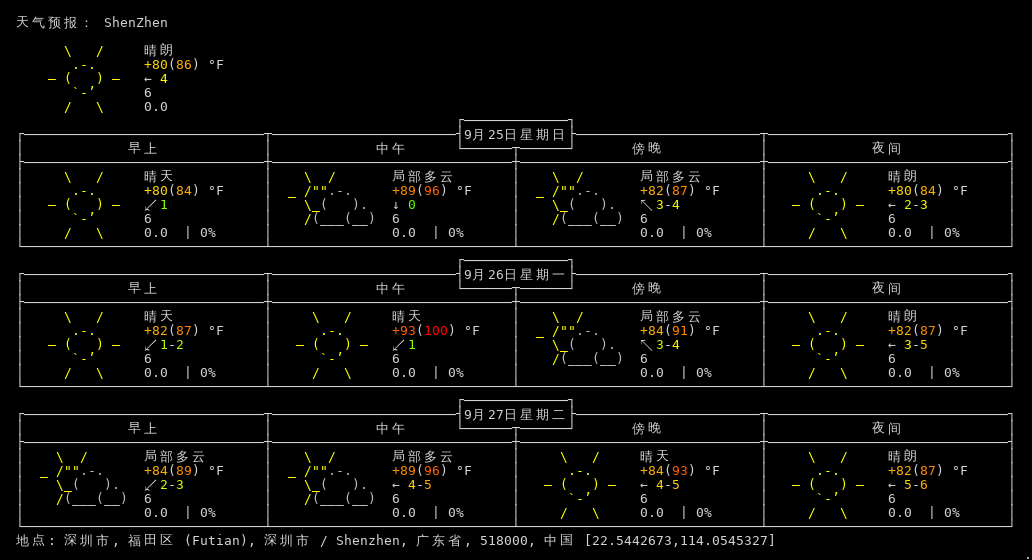 天气预报： ShenZhen
晴朗
+80(86) °F
← 4
6
0.0
9月25日星期日
早上 中午 傍晚 夜间
晴天 局部多云 局部多云 晴朗
+80(84) °F +89(96) °F +82(87) °F +80(84) °F
↙ 1 ↓ 0 ↖ 3-4 ← 2-3
6 6 6 6
0.0 | 0% 0.0 | 0% 0.0 | 0% 0.0 | 0%
9月26日星期一
早上 中午 傍晚 夜间
晴天 晴天 局部多云 晴朗
+82(87) °F +93(100) °F +84(91) °F +82(87) °F
↙ 1-2 ↙ 1 ↖ 3-4 ← 3-5
6 6 6 6
0.0 | 0% 0.0 | 0% 0.0 | 0% 0.0 | 0%
9月27日星期二
早上 中午 傍晚 夜间
局部多云 局部多云 晴天 晴朗
+84(89) °F +89(96) °F +84(93) °F +82(87) °F
↙ 2-3 ← 4-5 ← 4-5 ← 5-6
6 6 6 6
0.0 | 0% 0.0 | 0% 0.0 | 0% 0.0 | 0%
地点: 深圳市, 福田区 (Futian), 深圳市 / Shenzhen, 广东省, 518000, 中国 [22.5442673,114.0545327]